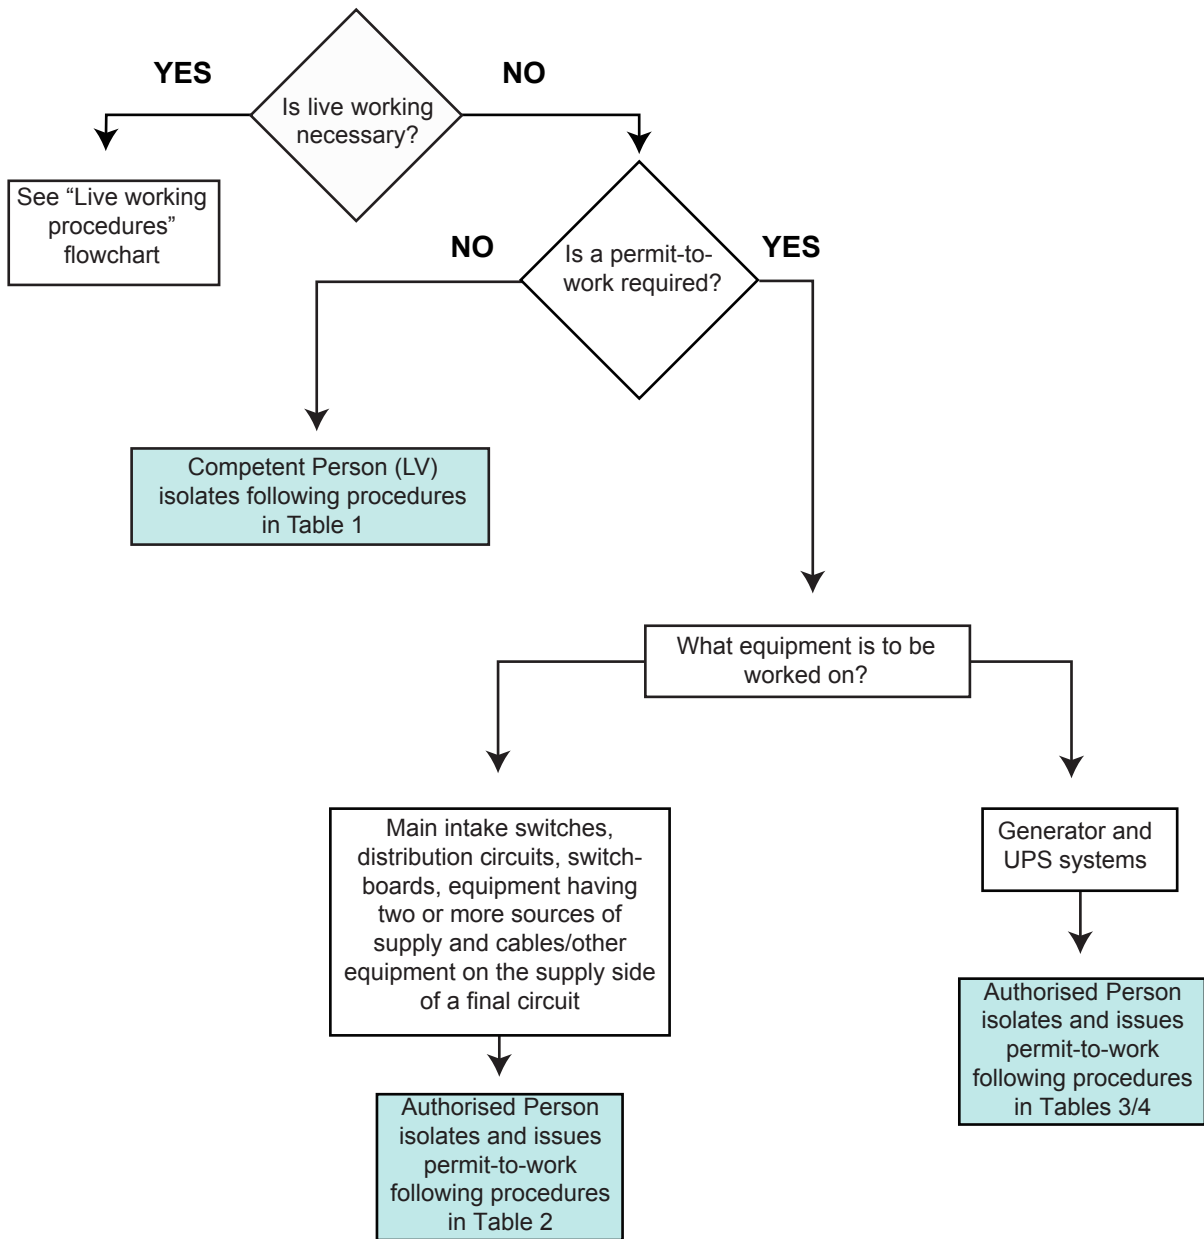 YES
NO
Is live working
necessary?
See “Live working
procedures”
flowchart
NO
YES
Is a permit-to-
work required?
Competent Person (LV)
isolates following procedures
in Table 1
What equipment is to be
worked on?
Main intake switches,
distribution circuits, switch-
boards, equipment having
two or more sources of
supply and cables/other
equipment on the supply side
of a final circuit
Generator and
UPS systems
Authorised Person
isolates and issues
permit-to-work
following procedures
in Tables 3/4
Authorised Person
isolates and issues
permit-to-work
following procedures
in Table 2